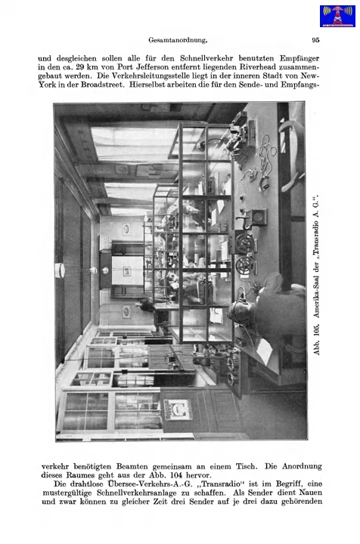 Gesamtanordnung. 95
und desgleichen sollen alle für den Schnellverkehr benutzten Empfänger
in den ca. 29 km von Port Jefferson entfernt liegenden Riverhead zusammen-
gebaut werden. Die Verkehrsleitungsstelle liegt in der inneren Stadt von New-
York in der Broadstreet. Hierselbst arbeiten die für den Sende- und Empfangs-
Abb. 105. Amerika-Saal der „Transradio A. G.".
verkehr benötigten Beamten gemeinsam an einem Tisch. Die Anordnung
dieses Raumes geht aus der Abb. 104 hervor.
Die drahtlose Übersee-Verkehrs-A.-G. „Transradio" ist im Begriff, eine
mustergültige Schnellverkehrsanlage zu schaffen. Als Sender dient Nauen
und zwar können zu gleicher Zeit drei Sender auf je drei dazu gehörenden